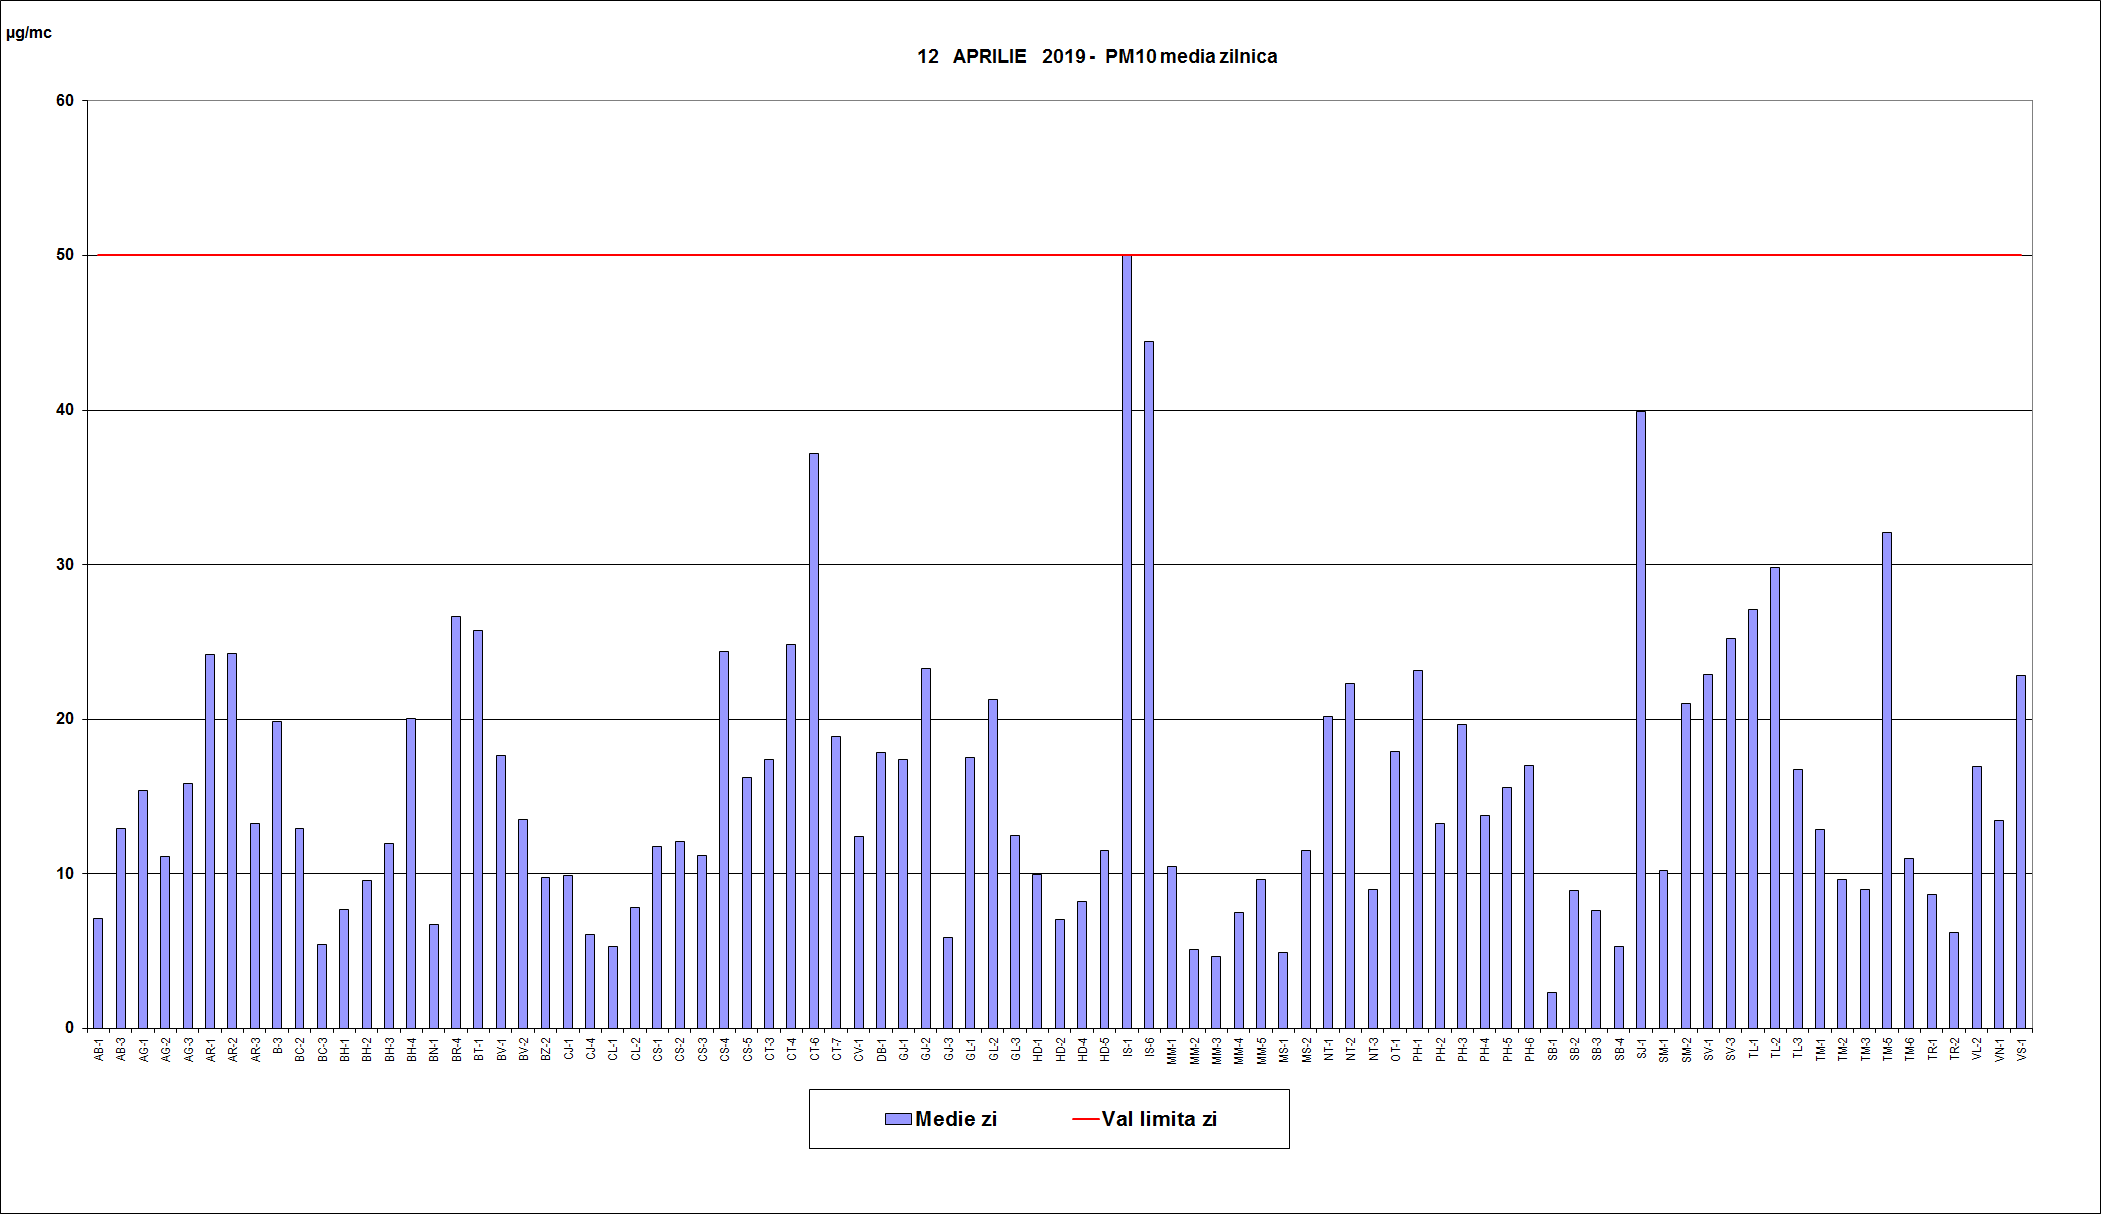 µg/mc
12 APRILIE 2019 - PM10 media zilnica
60
50
40
30
20
10
0
AB-1 AB-3 AG-1 AG-2 AG-3 AR-1 AR-2 AR-3 B-3 BC-2 BC-3 BH-1 BH-2 BH-3 BH-4 BN-1 BR-4 BT-1 BV-1 BV-2 BZ-2 CJ-1 CJ-4 CL-1 CL-2 CS-1 CS-2 CS-3 CS-4 CS-5 CT-3 CT-4 CT-6 CT-7 CV-1 DB-1 GJ-1 GJ-2 GJ-3 GL-1 GL-2 GL-3 HD-1 HD-2 HD-4 HD-5 IS-1 IS-6 MM-1 MM-2 MM-3 MM-4 MM-5 MS-1 MS-2 NT-1 NT-2 NT-3 OT-1 PH-1 PH-2 PH-3 PH-4 PH-5 PH-6 SB-1 SB-2 SB-3 SB-4 SJ-1 SM-1 SM-2 SV-1 SV-3 TL-1 TL-2 TL-3 TM-1 TM-2 TM-3 TM-5 TM-6 TR-1 TR-2 VL-2 VN-1 VS-1
Medie zi Val limita zi